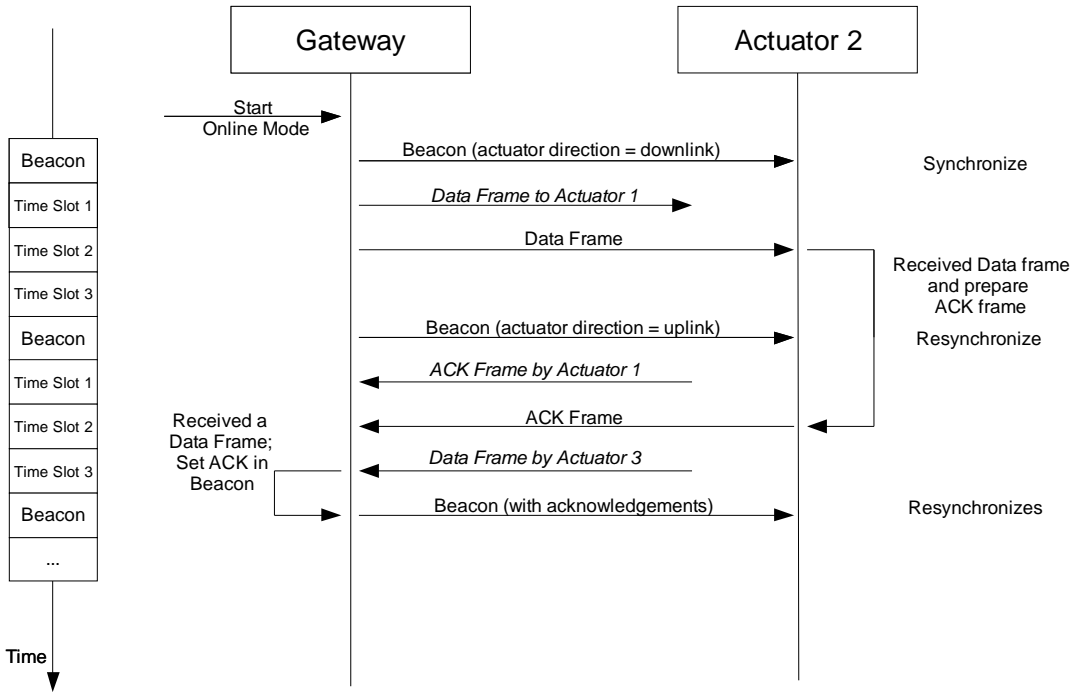 Gateway
Actuator 2
Start
Online Mode
Beacon
Beacon (actuator direction = downlink)
Synchronize
Time Slot 1
Data Frame to Actuator 1
Time Slot 2
Data Frame
Received Data frame
and prepare
ACK frame
Time Slot 3
Beacon
Beacon (actuator direction = uplink)
Resynchronize
Time Slot 1
ACK Frame by Actuator 1
Time Slot 2
ACK Frame
Received a
Data Frame;
Set ACK in
Beacon
Time Slot 3
Data Frame by Actuator 3
Beacon
Beacon (with acknowledgements)
Resynchronizes
...
Time